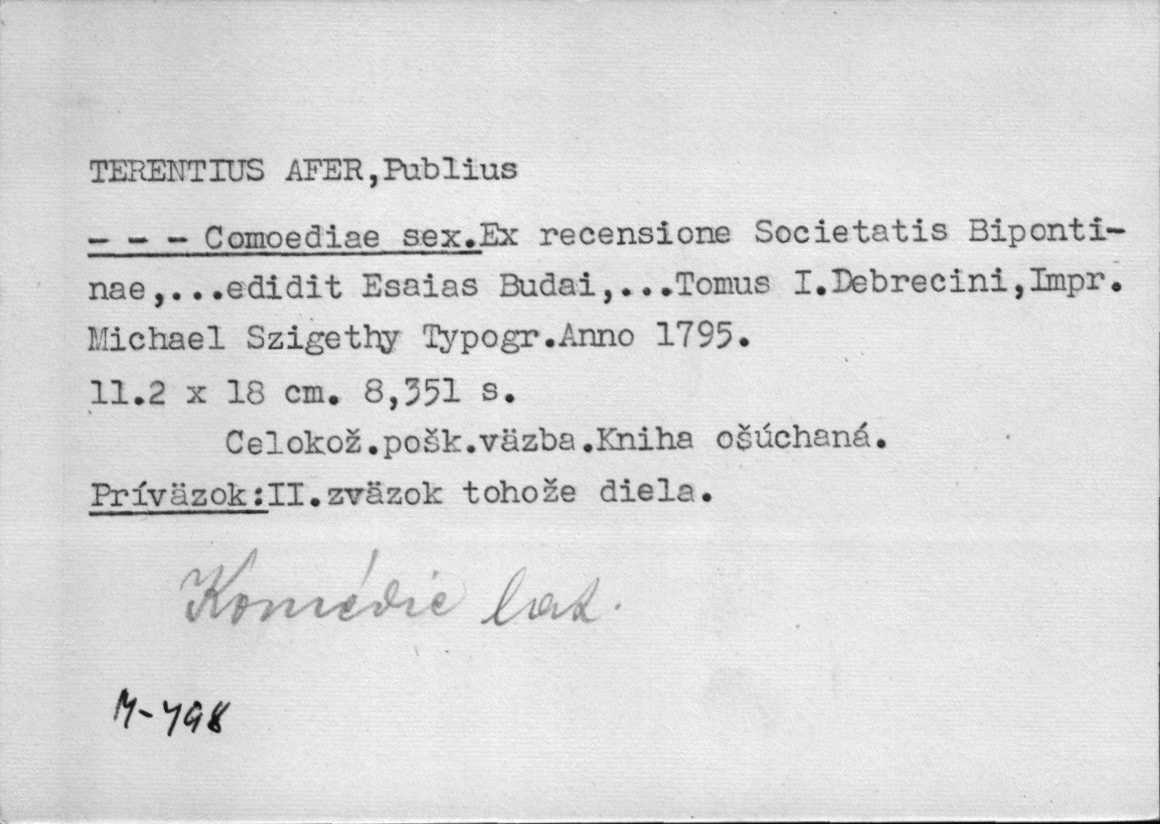 TERENTIUS AFER,Publius
- - - Comoediae sex.Ex recensione Societatis Biponti-
nae,...edidit Esaias Budai,...Tomus I.Debrecini,Impr.
Michael Szigethy Typogr.Anno 1795.
11.2 x 18 cm. 8,351 s.
Celokož.pošk.väzba.Kniha ošúchaná.
Príväzok:II.zväzok tohože diela.
Komédie lat.
M-798